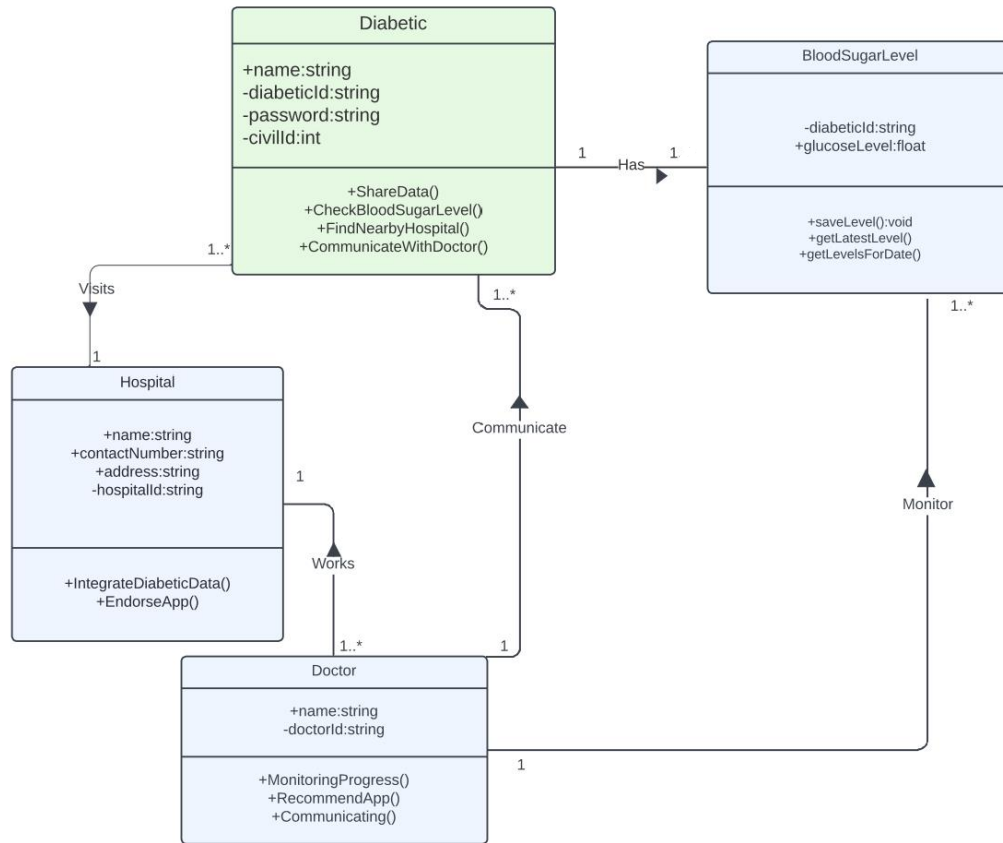 Diabetic
+name:string
-diabeticId:string
-password:string
-civilId:int
+ShareData()
+CheckBloodSugarLevel()
+FindNearbyHospital()
+CommunicateWithDoctor()
BloodSugarLevel
-diabeticId:string
+glucoseLevel:float
+saveLevel():void
+getLatestLevel()
+getLevelsForDate()
1
Has
1
1..*
Visits
1
1..*
Communicate
1
1..*
Monitor
1
Hospital
+name:string
+contactNumber:string
+address:string
-hospitalId:string
+IntegrateDiabeticData()
+EndorseApp()
1
Works
1..*
Doctor
+name:string
-doctorId:string
+MonitoringProgress()
+RecommendApp()
+Communicating()